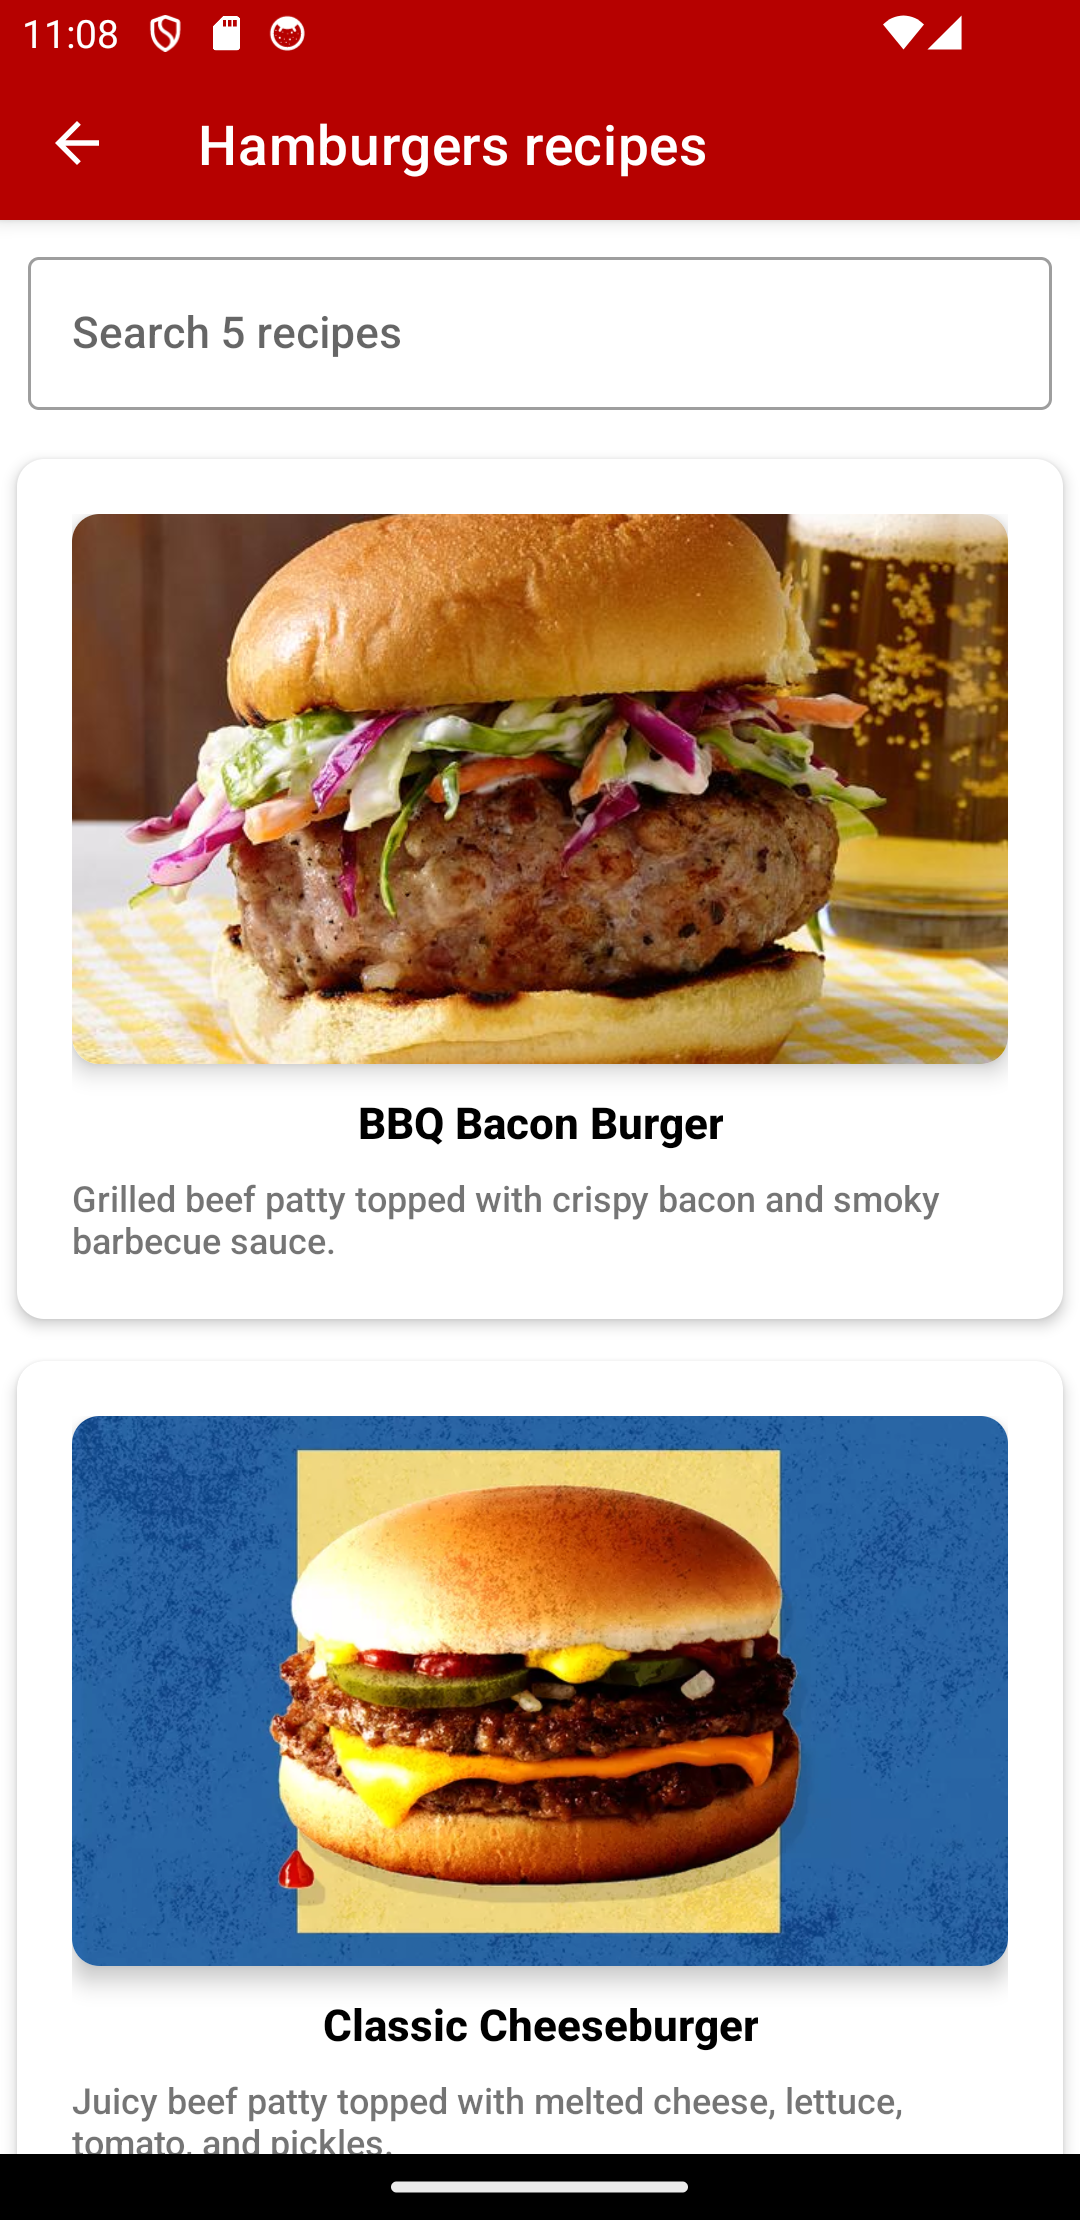 11:08
Hamburgers recipes
Search 5 recipes
BBQ Bacon Burger
Grilled beef patty topped with crispy bacon and smoky
barbecue sauce.
Classic Cheeseburger
Juicy beef patty topped with melted cheese, lettuce,
tomato, and pickles.